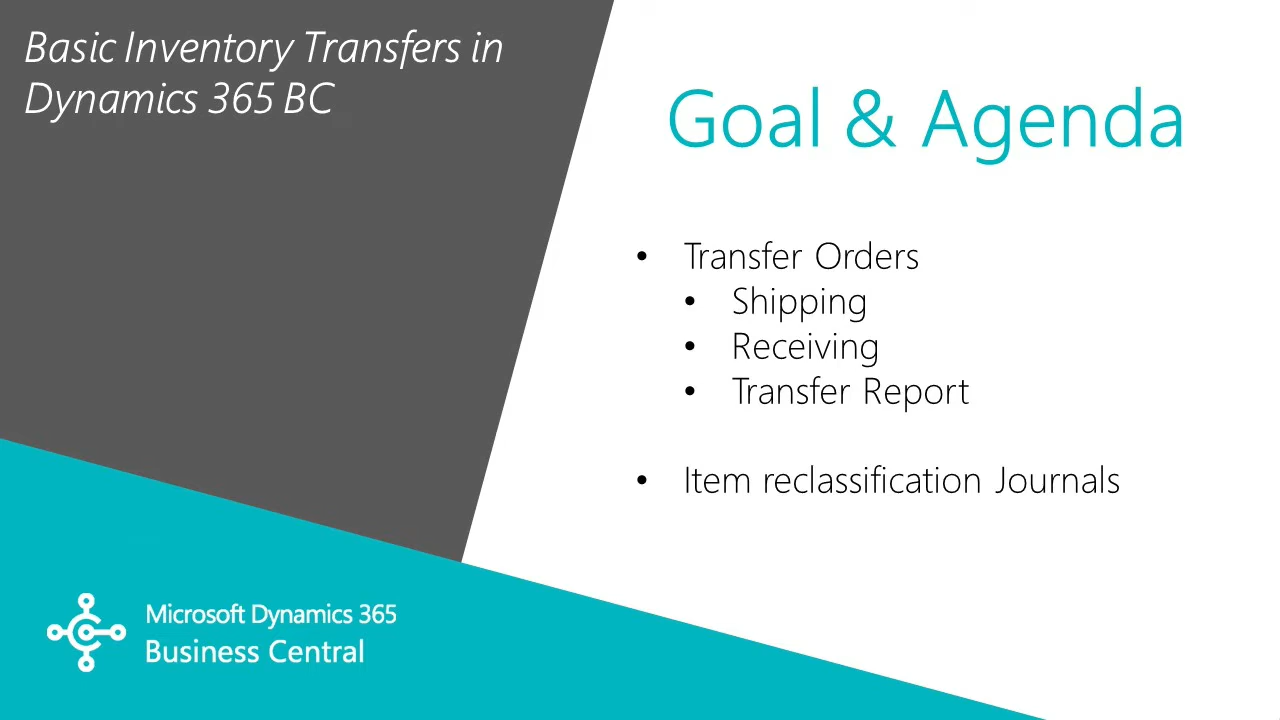 Basic Inventory Transfers in
Dynamics 365 BC
Goal & Agenda
• Transfer Orders
• Shipping
• Receiving
• Transfer Report
• Item reclassification Journals
Microsoft Dynamics 365
Business Central